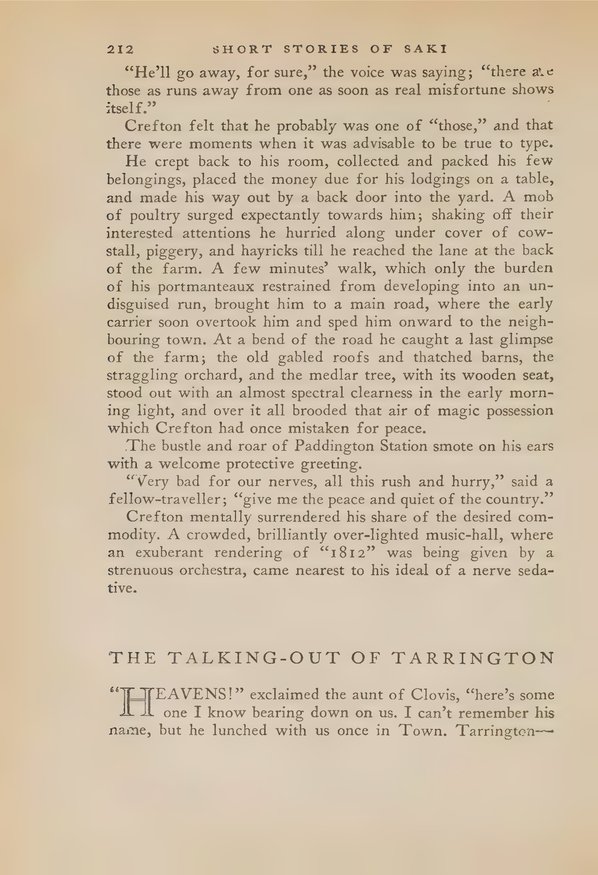 212 SHORT STORIES OF SAKI
“He’ll go away, for sure,” the voice was saying; “there are
those as runs away from one as soon as real misfortune shows
itself.”
Crefton felt that he probably was one of “those,” and that
there were moments when it was advisable to be true to type.
He crept back to his room, collected and packed his few
belongings, placed the money due for his lodgings on a table,
and made his way out by a back door into the yard. A mob
of poultry surged expectantly towards him; shaking off their
interested attentions he hurried along under cover of cow-
stall, piggery, and hayricks till he reached the lane at the back
of the farm. A few minutes’ walk, which only the burden
of his portmanteaux restrained from developing into an un-
disguised run, brought him to a main road, where the early
carrier soon overtook him and sped him onward to the neigh-
bouring town. At a bend of the road he caught a last glimpse
of the farm; the old gabled roofs and thatched barns, the
straggling orchard, and the medlar tree, with its wooden seat,
stood out with an almost spectral clearness in the early morn-
ing light, and over it all brooded that air of magic possession
which Crefton had once mistaken for peace.
The bustle and roar of Paddington Station smote on his ears
with a welcome protective greeting.
“Very bad for our nerves, all this rush and hurry,” said a
fellow-traveller; “give me the peace and quiet of the country.”
Crefton mentally surrendered his share of the desired com-
modity. A crowded, brilliantly over-lighted music-hall, where
an exuberant rendering of “1812” was being given by a
strenuous orchestra, came nearest to his ideal of a nerve seda-
tive.
THE TALKING-OUT OF TARRINGTON
“HEAVENS!” exclaimed the aunt of Clovis, “here’s some
one I know bearing down on us. I can’t remember his
name, but he lunched with us once in Town. Tarrington—